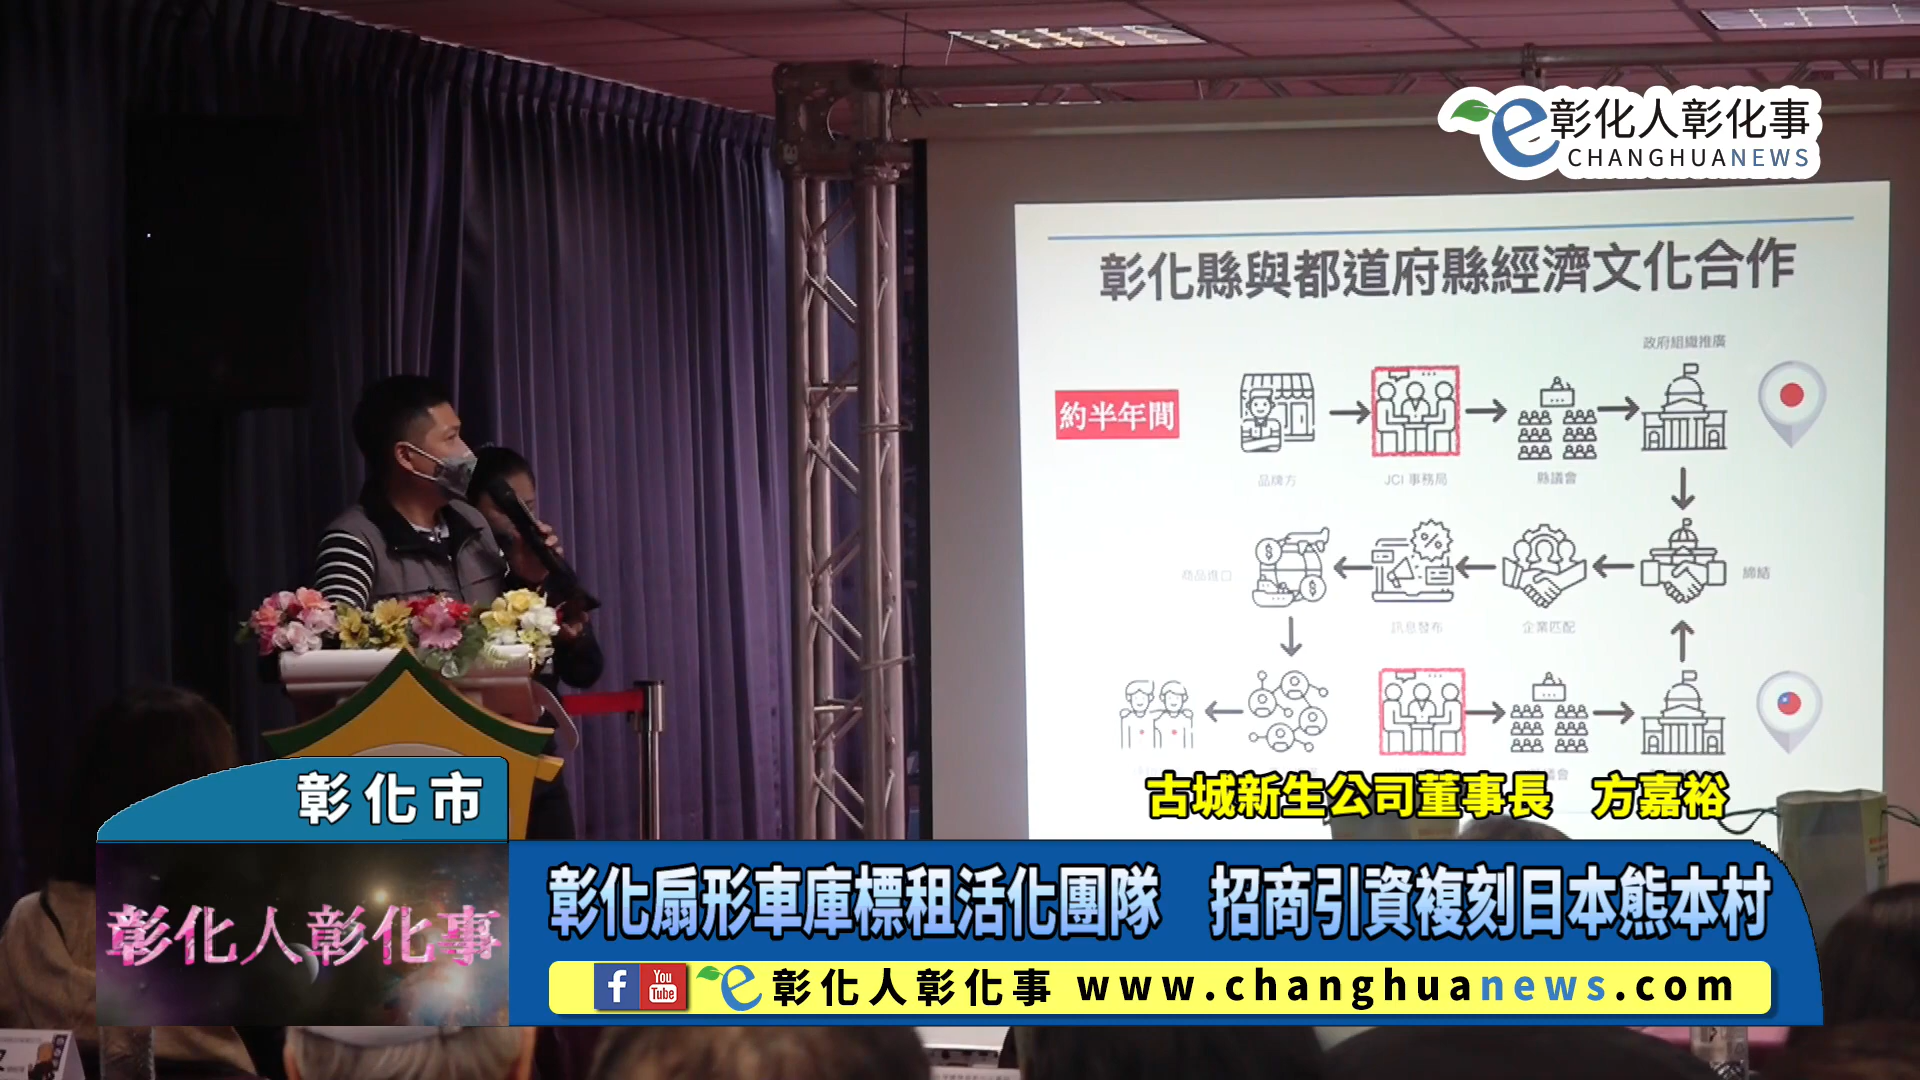 彰化人彰化事
CHANGHUANEWS
彰化縣與都道府縣經濟文化合作
政府組織推廣
約半年間
品牌方
JCI 事務局
縣議會
商品進口
締結
訊息發布
企業匹配
古城新生公司董事長 方嘉裕
彰化市
彰化扇形車庫標租活化團隊 招商引資複刻日本熊本村
彰化人彰化事
f You Tube 彰化人彰化事 www.changhuanews.com